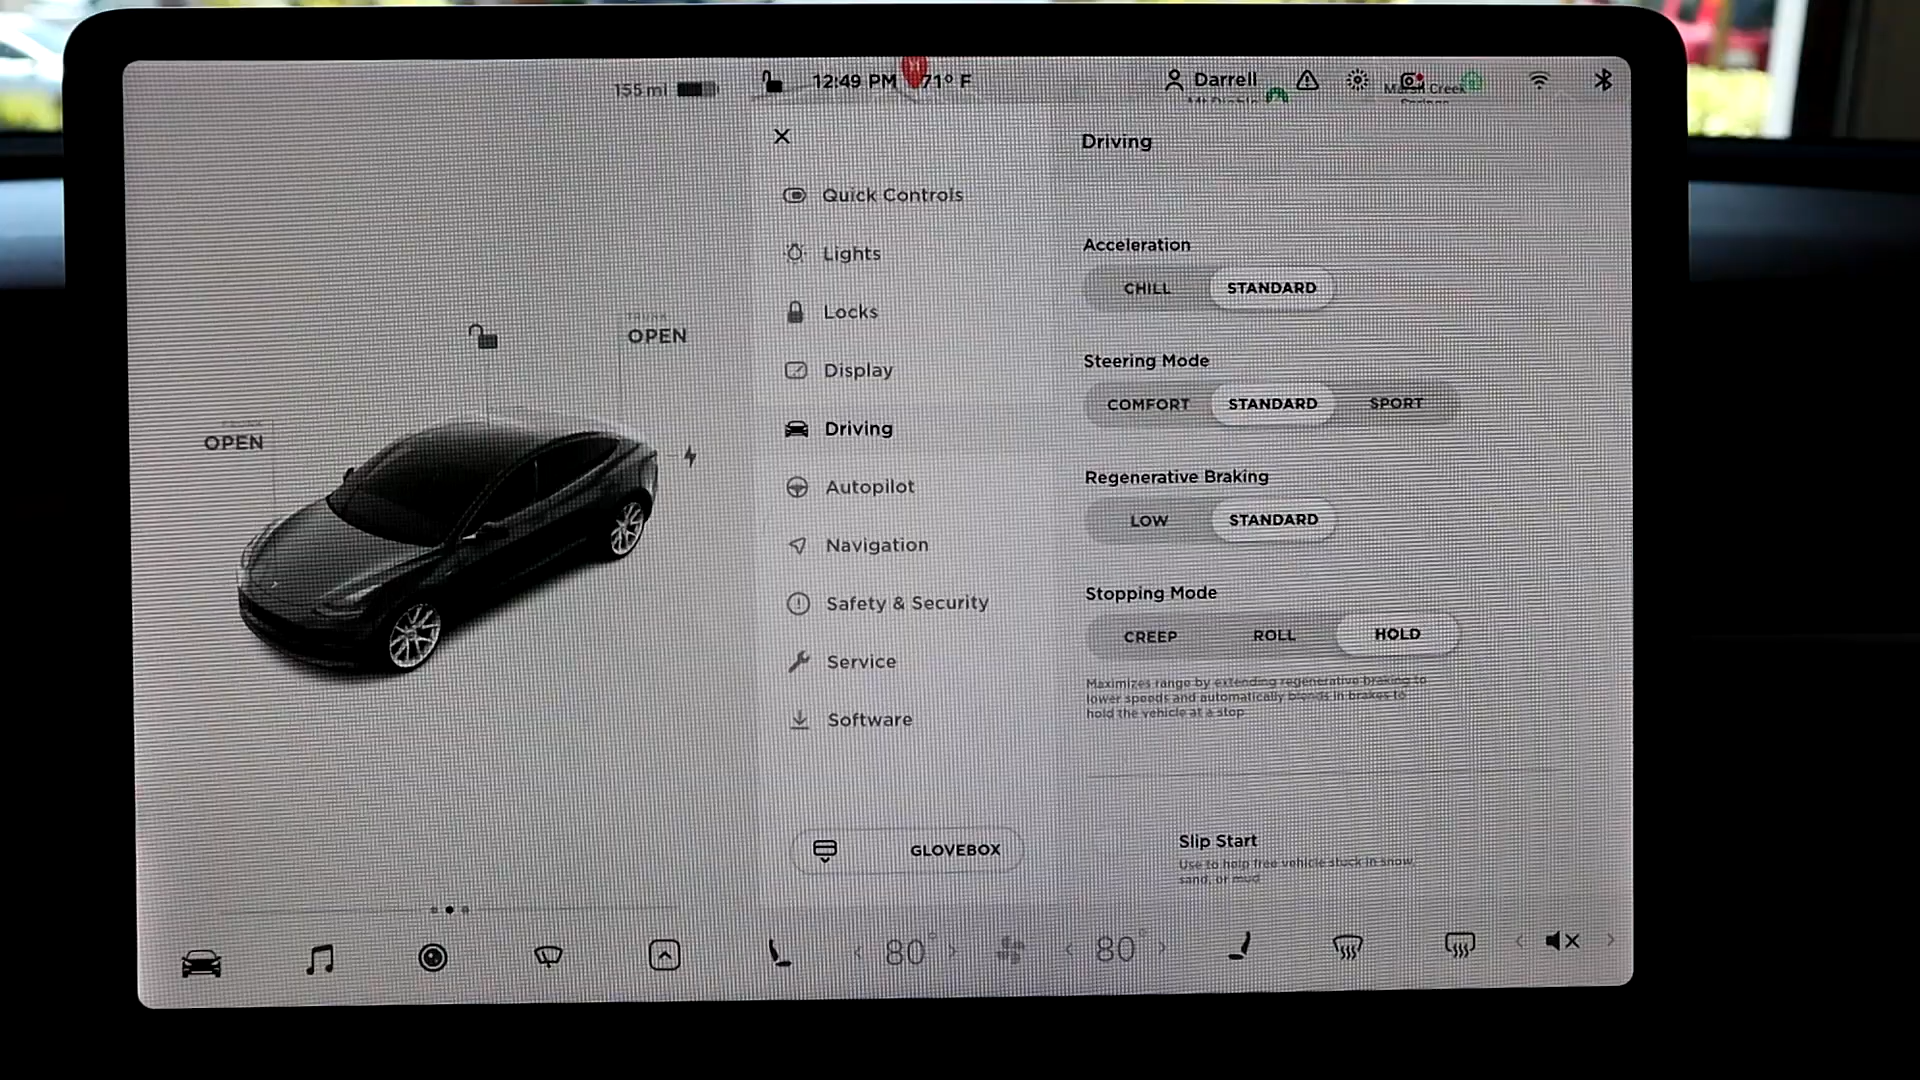 155 mi
12:49 PM
71° F
Darrell
Driving
Quick Controls
Lights
Locks
Display
Driving
Autopilot
Navigation
Safety & Security
Service
Software
GLOVEBOX
TRUNK
OPEN
OPEN
Acceleration
CHILL STANDARD
Steering Mode
COMFORT STANDARD SPORT
Regenerative Braking
LOW STANDARD
Stopping Mode
CREEP ROLL HOLD
Maximizes range by extending regenerative braking to
lower speeds and automatically blends in brakes to
hold the vehicle at a stop
Slip Start
Use to help free vehicle stuck in snow,
sand, or mud
80°
80°